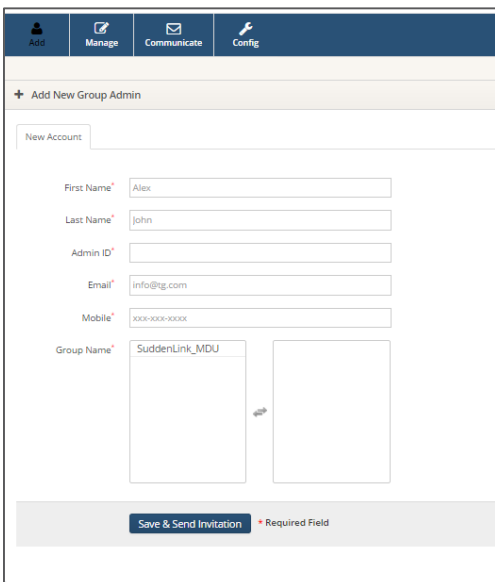 Add Manage Communicate Config
+ Add New Group Admin
New Account
First Name* Alex
Last Name* John
Admin ID*
Email* info@tg.com
Mobile* xxx-xxx-xxxx
Group Name* SuddenLink_MDU
Save & Send Invitation * Required Field